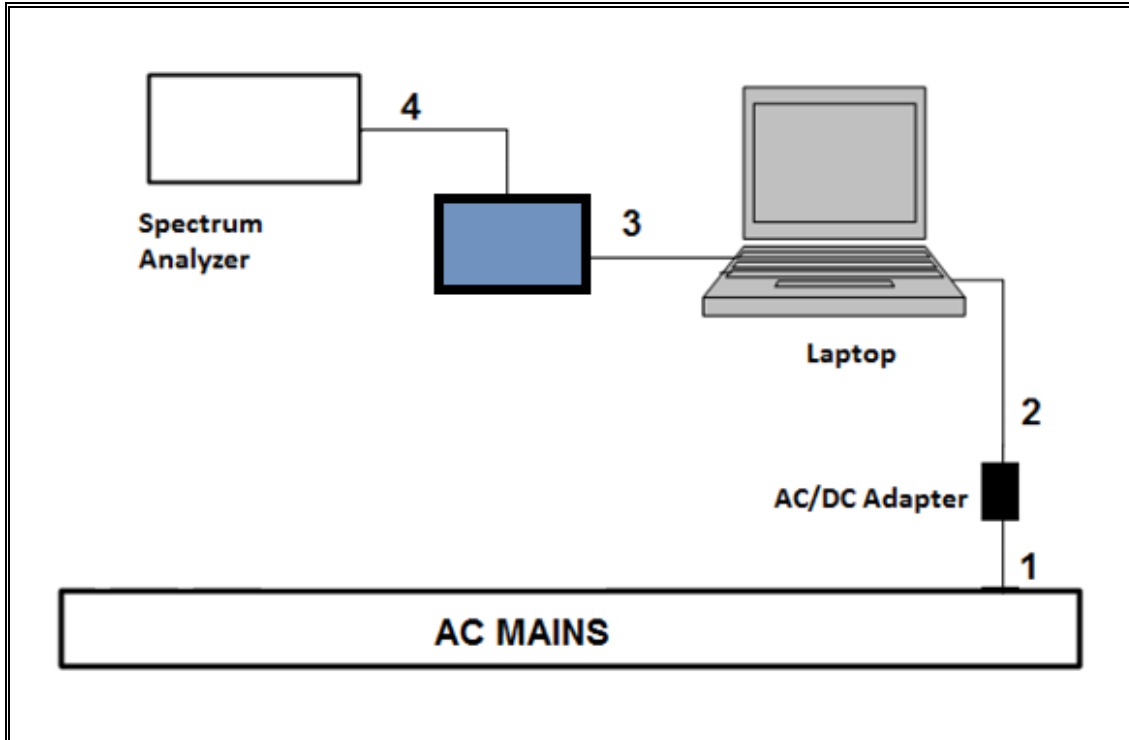 4
Spectrum
Analyzer
3
Laptop
2
AC/DC Adapter
1
AC MAINS